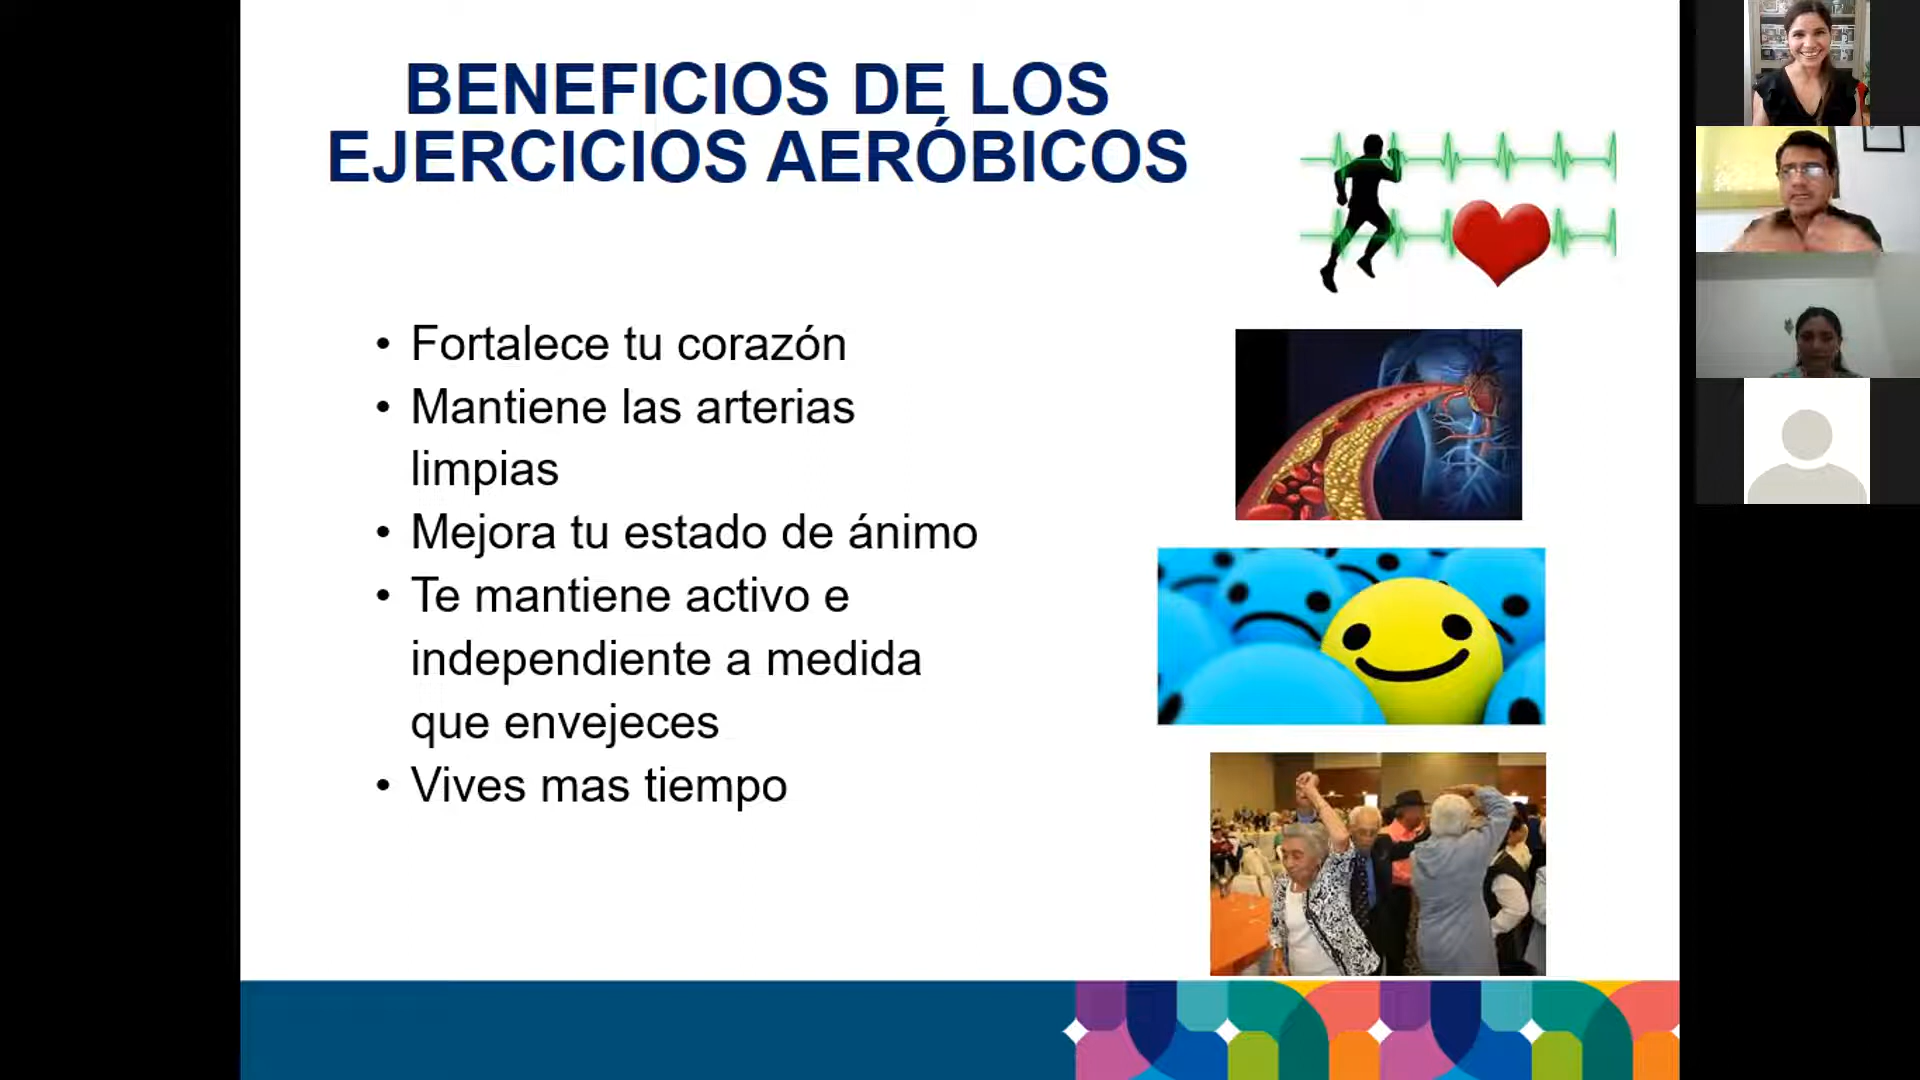 BENEFICIOS DE LOS
EJERCICIOS AERÓBICOS
• Fortalece tu corazón
• Mantiene las arterias
limpias
• Mejora tu estado de ánimo
• Te mantiene activo e
independiente a medida
que envejeces
• Vives mas tiempo